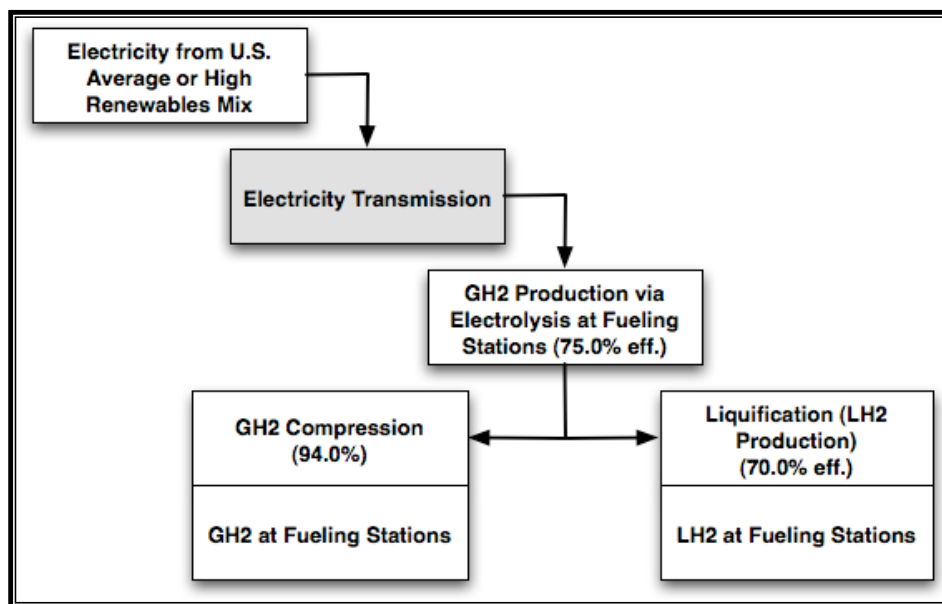 Electricity from U.S.
Average or High
Renewables Mix
Electricity Transmission
GH2 Production via
Electrolysis at Fueling
Stations (75.0% eff.)
GH2 Compression
(94.0%)
GH2 at Fueling Stations
Liquification (LH2
Production)
(70.0% eff.)
LH2 at Fueling Stations